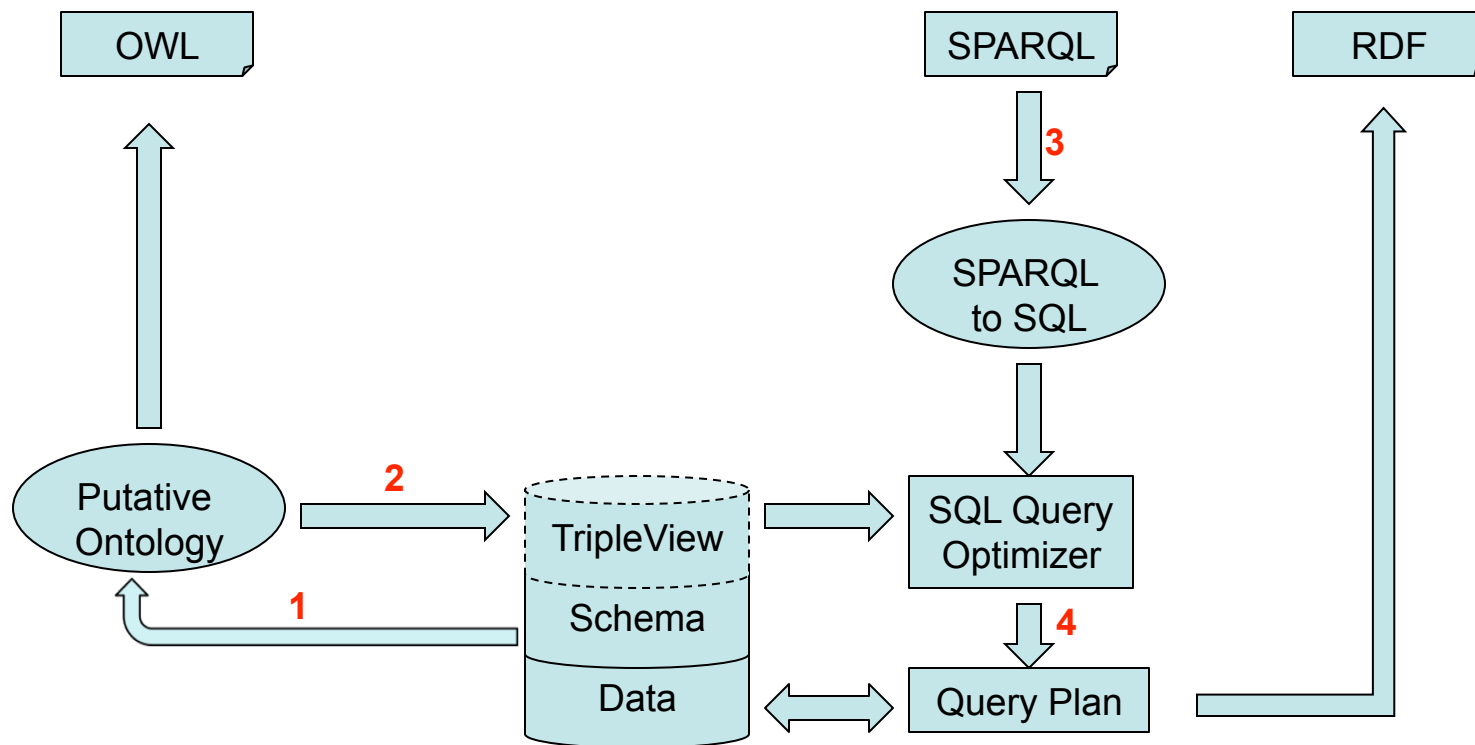 OWL
SPARQL
RDF
3
SPARQL
to SQL
Putative
Ontology
2
TripleView
SQL Query
Optimizer
1
Schema
4
Data
Query Plan